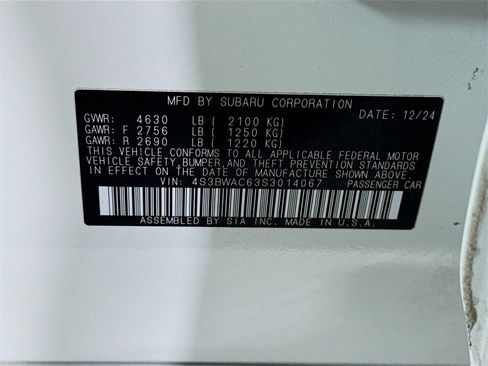 MFD BY SUBARU CORPORATION
DATE: 12/24
GVWR: 4630 LB ( 2100 KG)
GAWR: F 2756 LB ( 1250 KG)
GAWR: R 2690 LB ( 1220 KG)
THIS VEHICLE CONFORMS TO ALL APPLICABLE FEDERAL MOTOR
VEHICLE SAFETY,BUMPER,AND THEFT PREVENTION STANDARDS
IN EFFECT ON THE DATE OF MANUFACTURE SHOWN ABOVE.
VIN: 4S3BWAC63S3014067 PASSENGER CAR
ASSEMBLED BY SIA INC. MADE IN U.S.A.